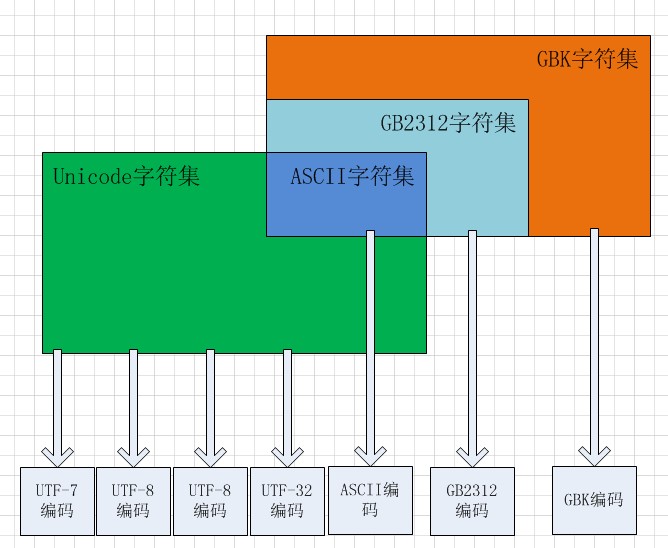 GBK字符集
GB2312字符集
Unicode字符集
ASCII字符集
UTF-7
编码
UTF-8
编码
UTF-8
编码
UTF-32
编码
ASCII编
码
GB2312
编码
GBK编码